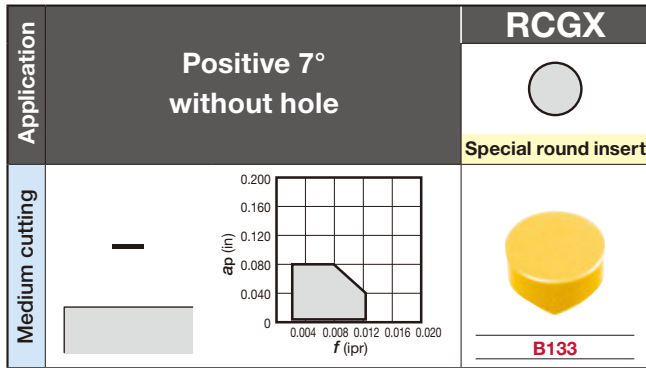 Application
Positive 7°
without hole
RCGX
Special round insert
Medium cutting
—
ap (in)
0.200
0.160
0.120
0.080
0.040
0
0.004 0.008 0.012 0.016 0.020
f (ipr)
B133